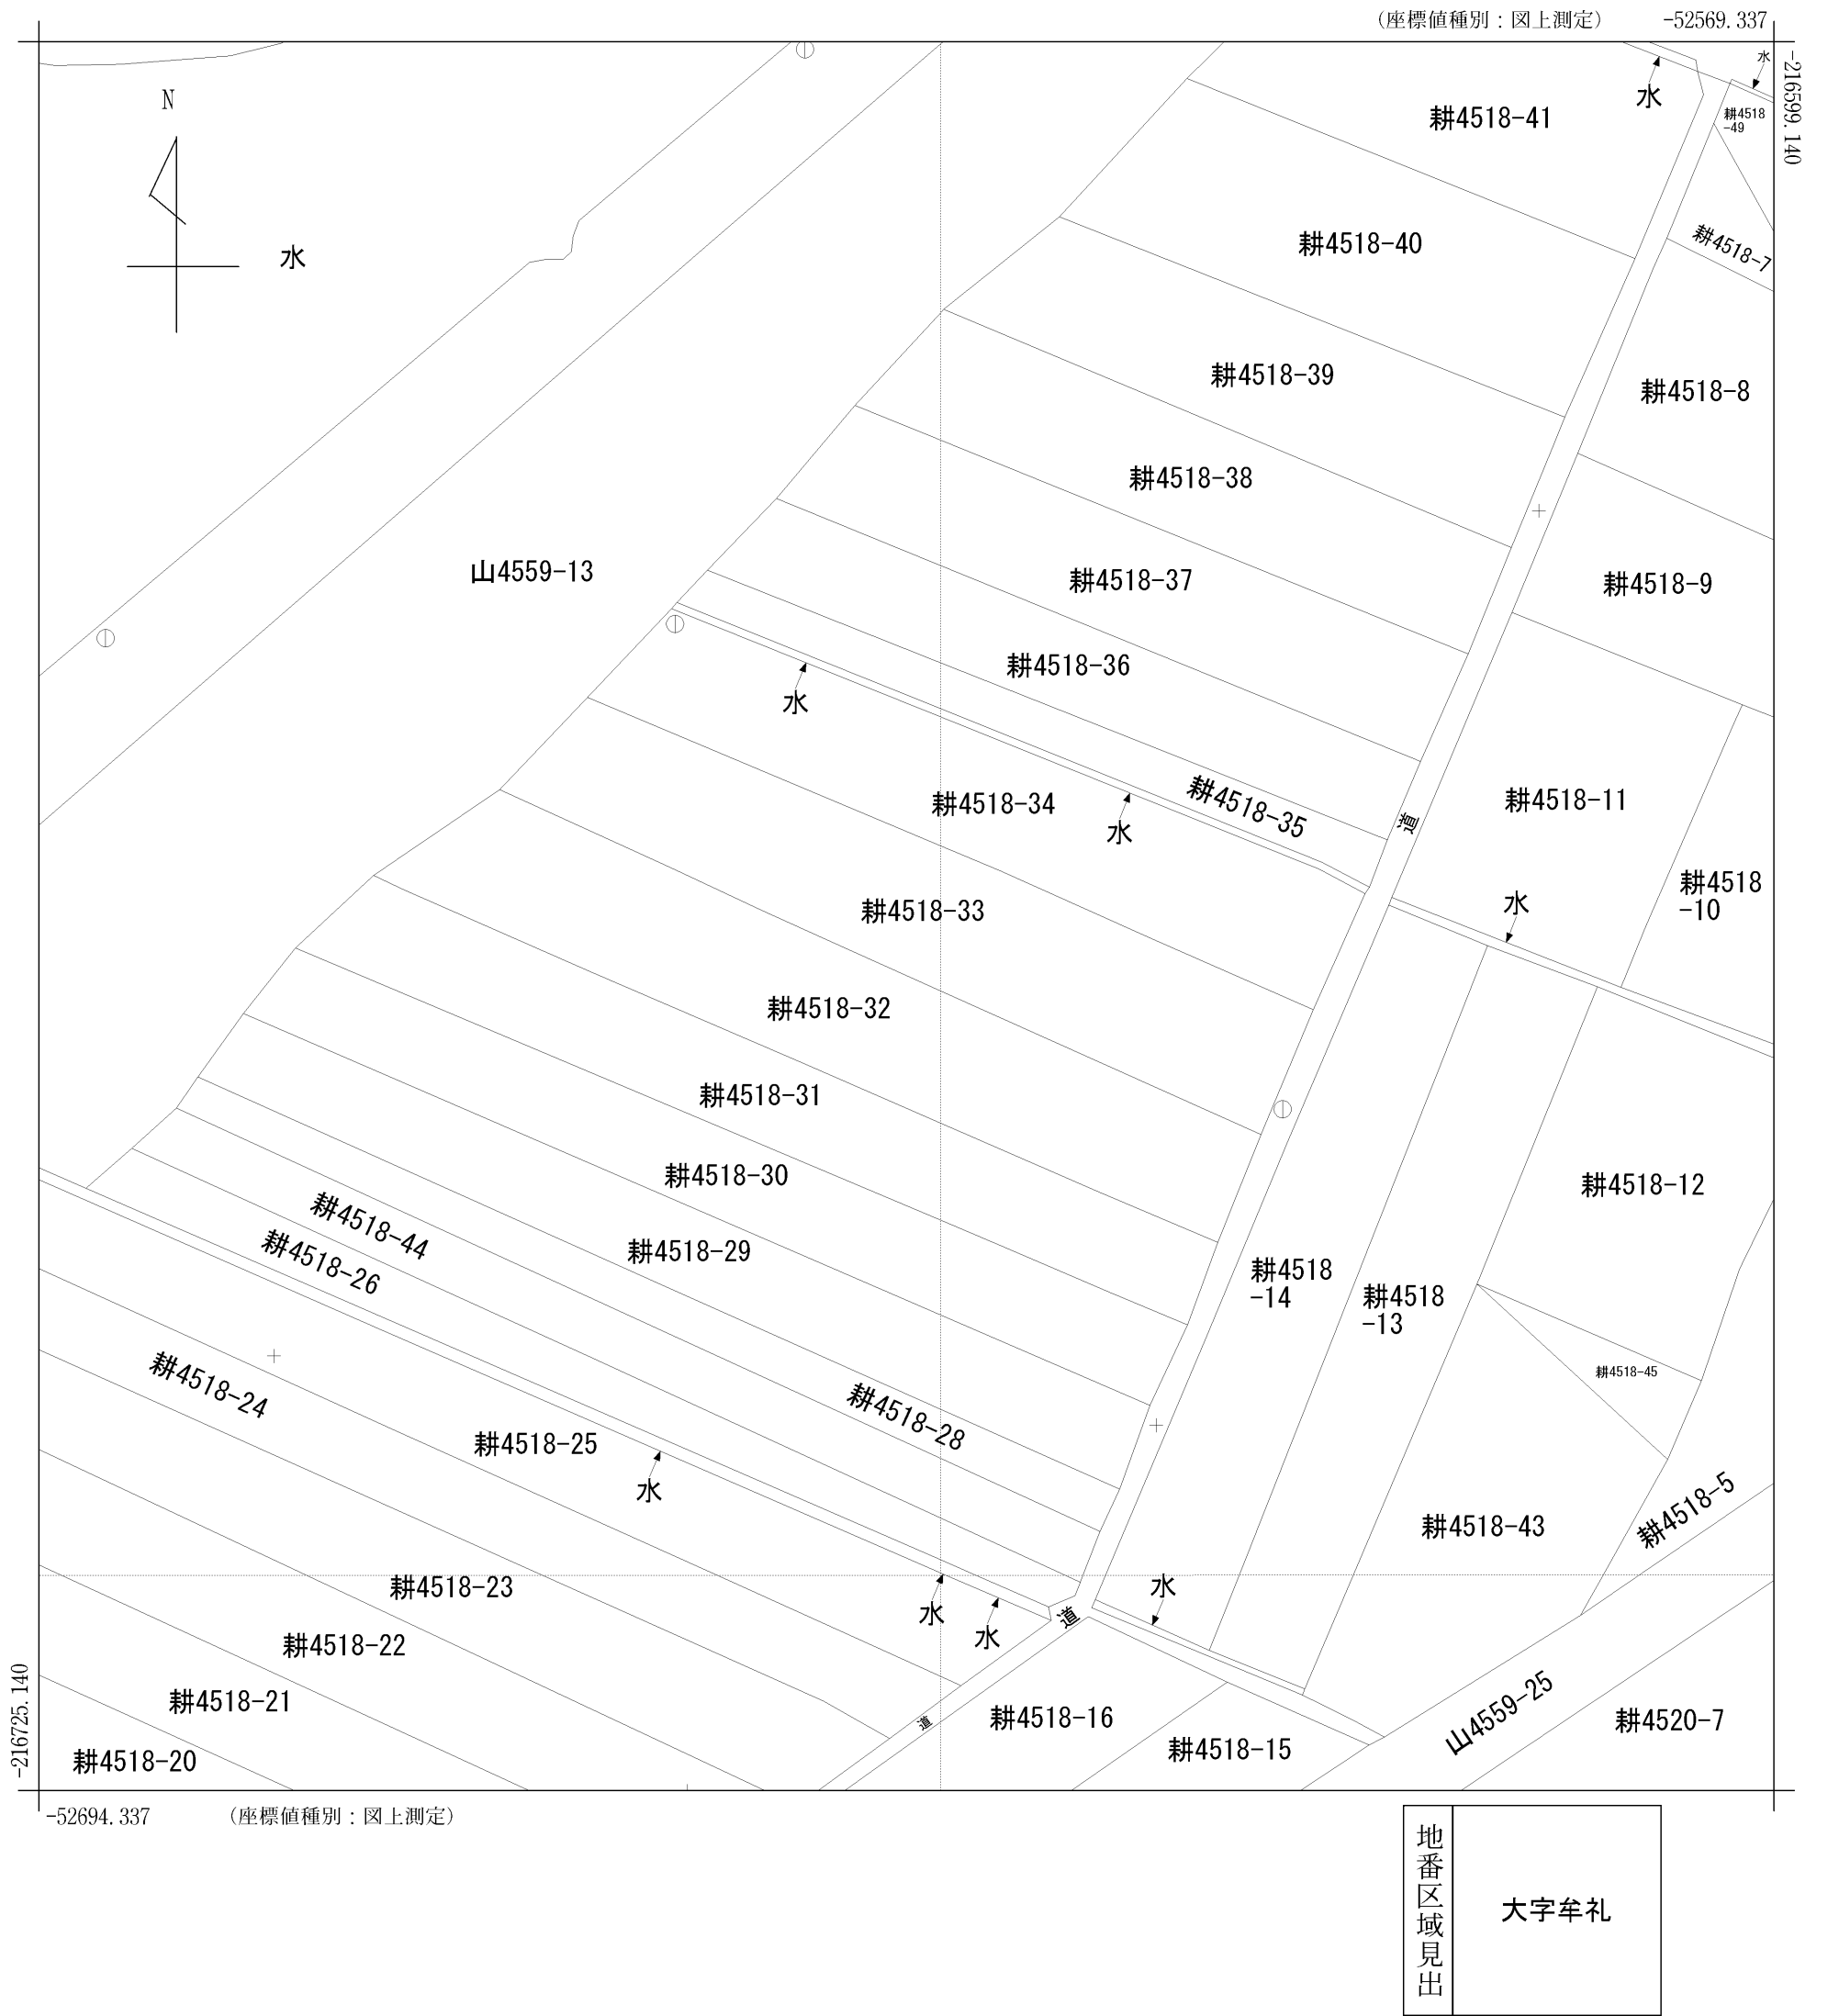 (座標値種別：図上測定)
-52569.337
-216599.140
N
水
水
水
耕4518-41
耕4518
-49
耕4518-7
耕4518-40
耕4518-39
耕4518-8
耕4518-38
山4559-13
耕4518-37
耕4518-9
耕4518-36
水
耕4518-35
耕4518-34
水
道
耕4518-11
耕4518
-10
水
耕4518-33
耕4518-32
耕4518-31
耕4518-30
耕4518-12
耕4518-44
耕4518-26
耕4518-29
耕4518
-14
耕4518
-13
耕4518-45
耕4518-24
耕4518-28
耕4518-25
水
耕4518-43
耕4518-5
耕4518-23
水
水
水
道
耕4518-22
耕4518-21
耕4518-20
道
耕4518-16
耕4518-15
山4559-25
耕4520-7
-216725.140
-52694.337
(座標値種別：図上測定)
地番区域見出
大字牟礼